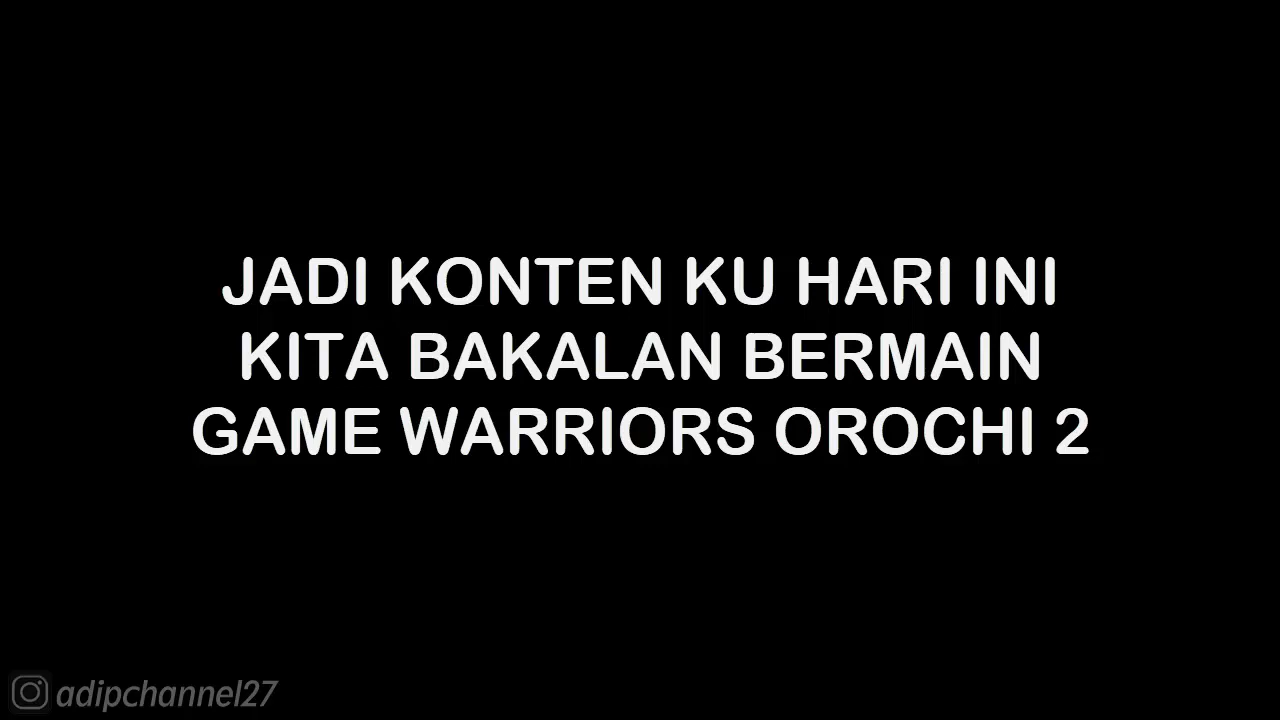 JADI KONTEN KU HARI INI
KITA BAKALAN BERMAIN
GAME WARRIORS OROCHI 2
adipchannel27